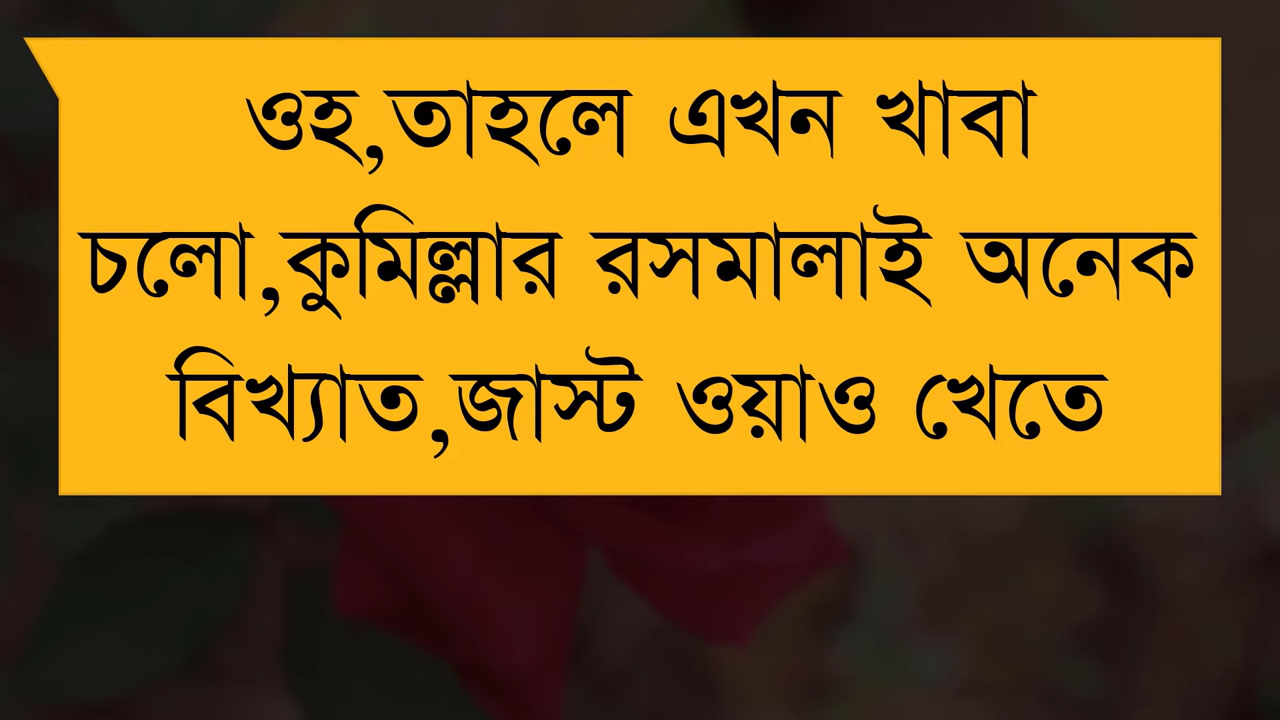 ওহ,তাহলে এখন খাবা
চলো,কুমিল্লার রসমালাই অনেক
বিখ্যাত,জাস্ট ওয়াও খেতে